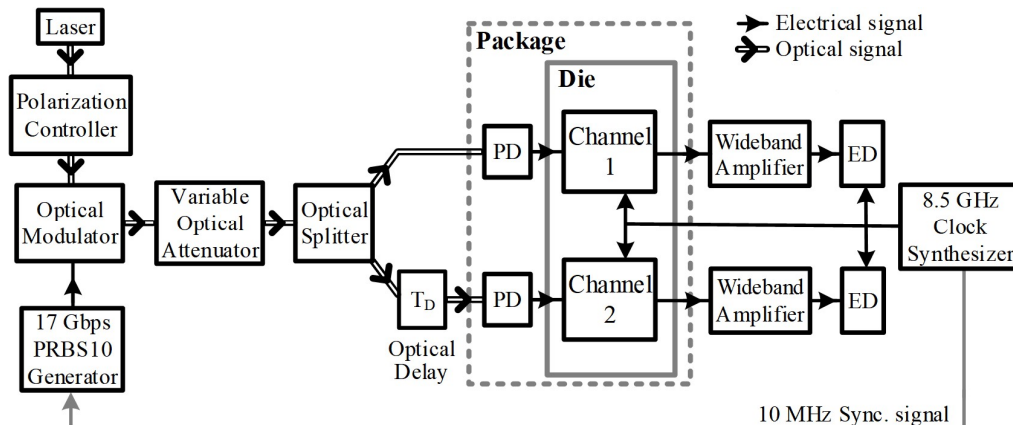 Laser
Polarization
Controller
Optical
Modulator
17 Gbps
PRBS10
Generator
Variable
Optical
Attenuator
Optical
Splitter
T_D
Optical
Delay
Package
Die
PD
PD
Channel
1
Channel
2
Electrical signal
Optical signal
Wideband
Amplifier
ED
Wideband
Amplifier
ED
8.5 GHz
Clock
Synthesizer
10 MHz Sync. signal